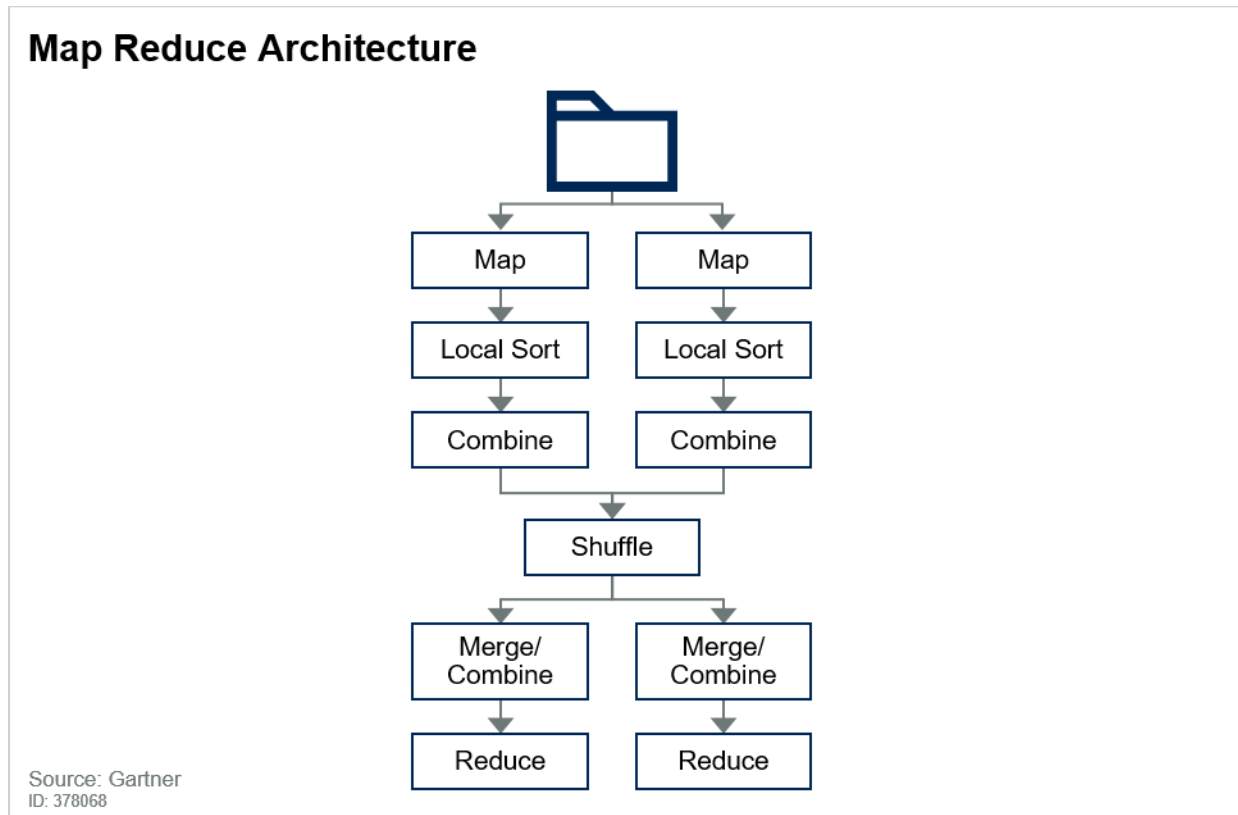 Map Reduce Architecture
Map
Map
Local Sort
Local Sort
Combine
Combine
Shuffle
Merge/
Combine
Merge/
Combine
Reduce
Reduce
Source: Gartner
ID: 378068